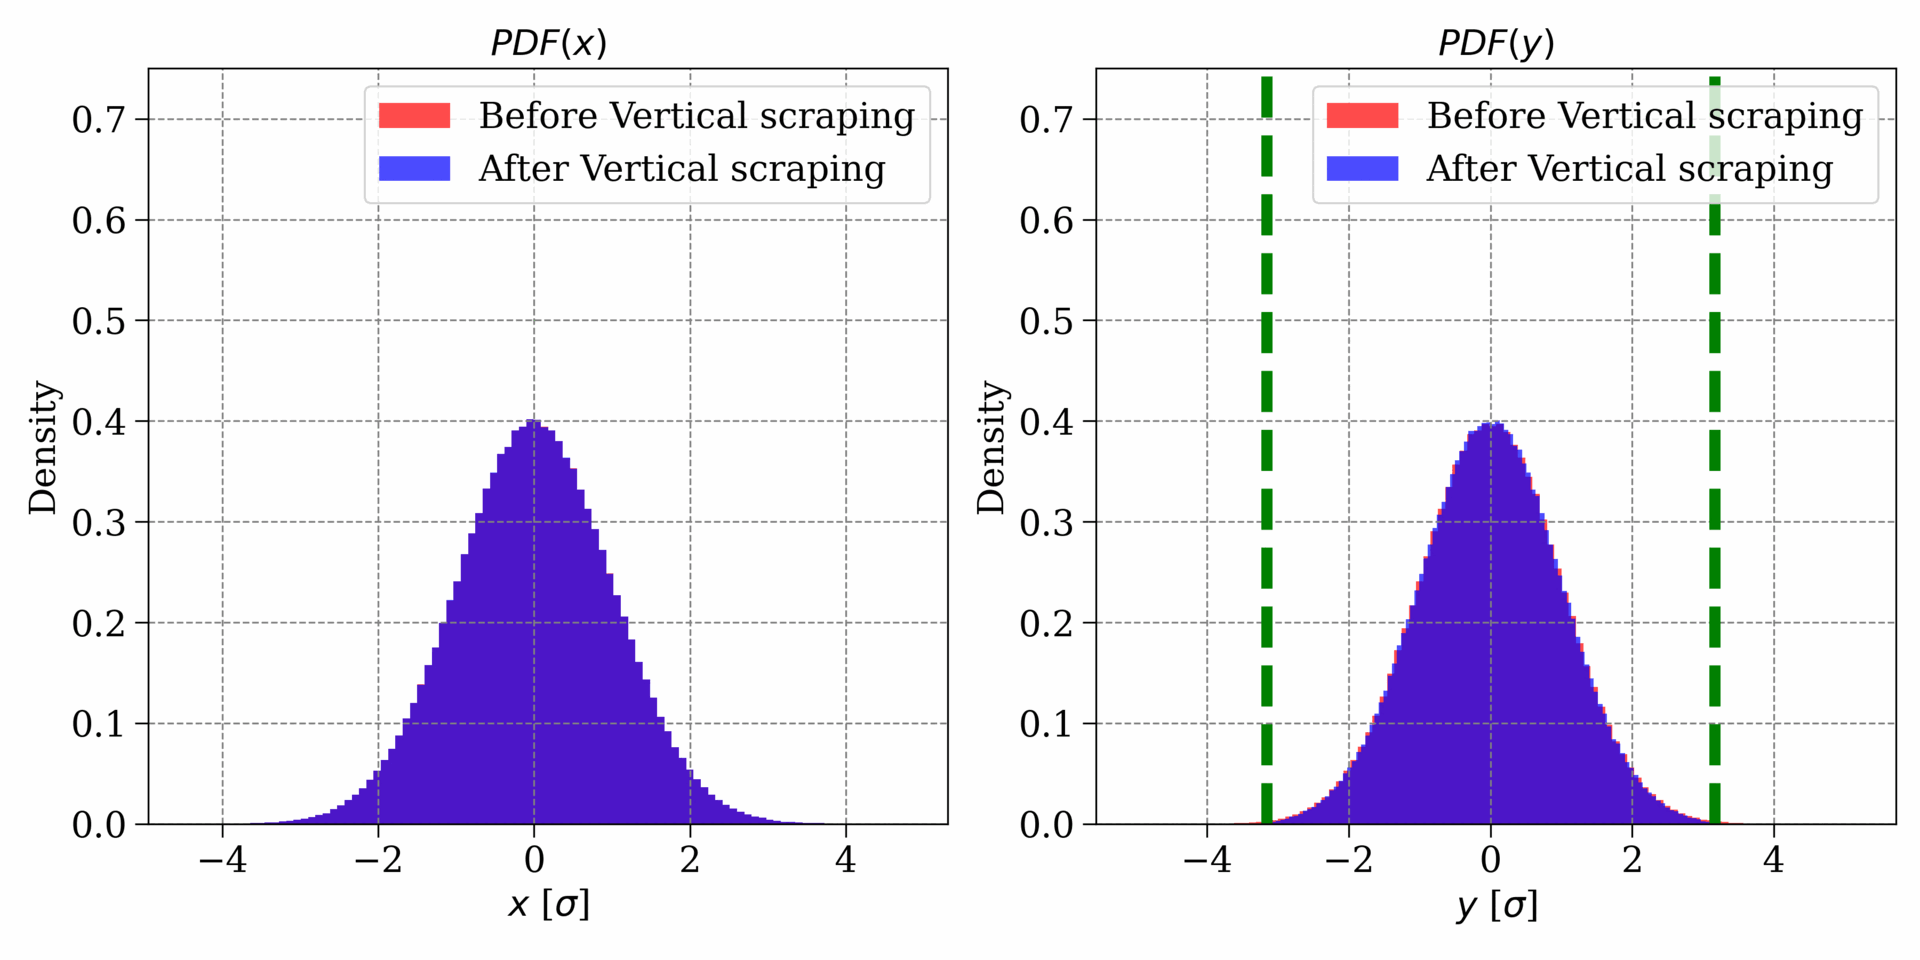 PDF(x)
Before Vertical scraping
After Vertical scraping
0.7
0.6
0.5
0.4
0.3
0.2
0.1
0.0
Density
−4
−2
0
2
4
x [σ]
PDF(y)
Before Vertical scraping
After Vertical scraping
0.7
0.6
0.5
0.4
0.3
0.2
0.1
0.0
Density
−4
−2
0
2
4
y [σ]